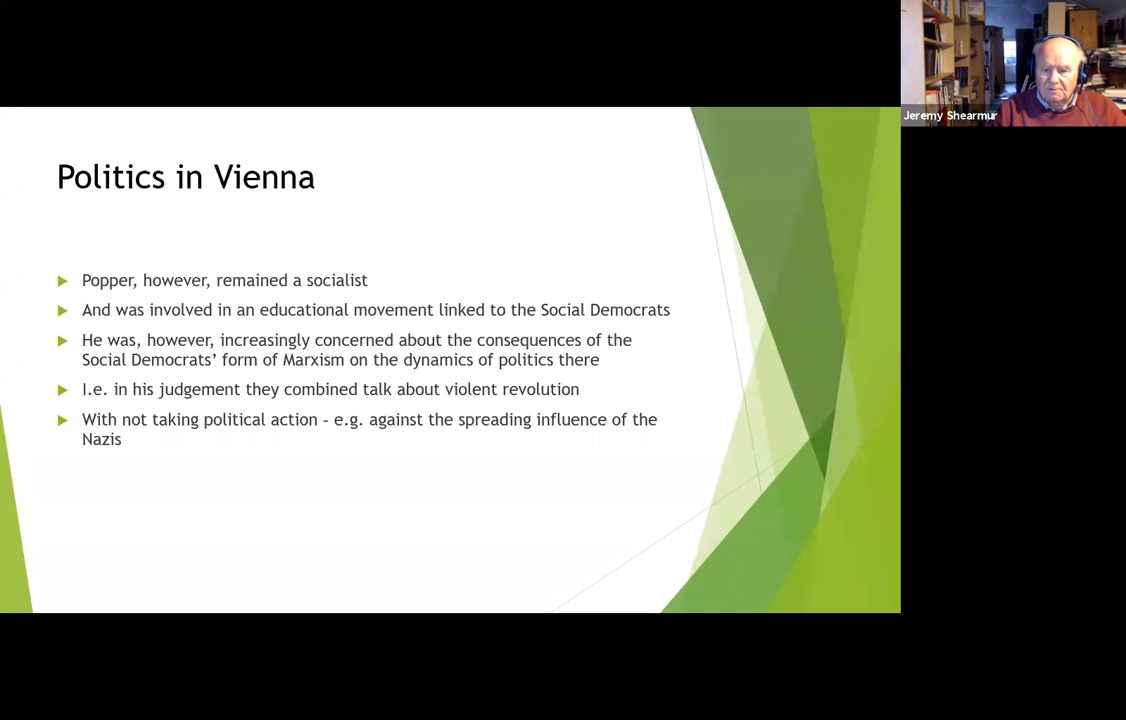 Jeremy Shearmur
Politics in Vienna
Popper, however, remained a socialist
And was involved in an educational movement linked to the Social Democrats
He was, however, increasingly concerned about the consequences of the
Social Democrats’ form of Marxism on the dynamics of politics there
I.e. in his judgement they combined talk about violent revolution
With not taking political action – e.g. against the spreading influence of the
Nazis